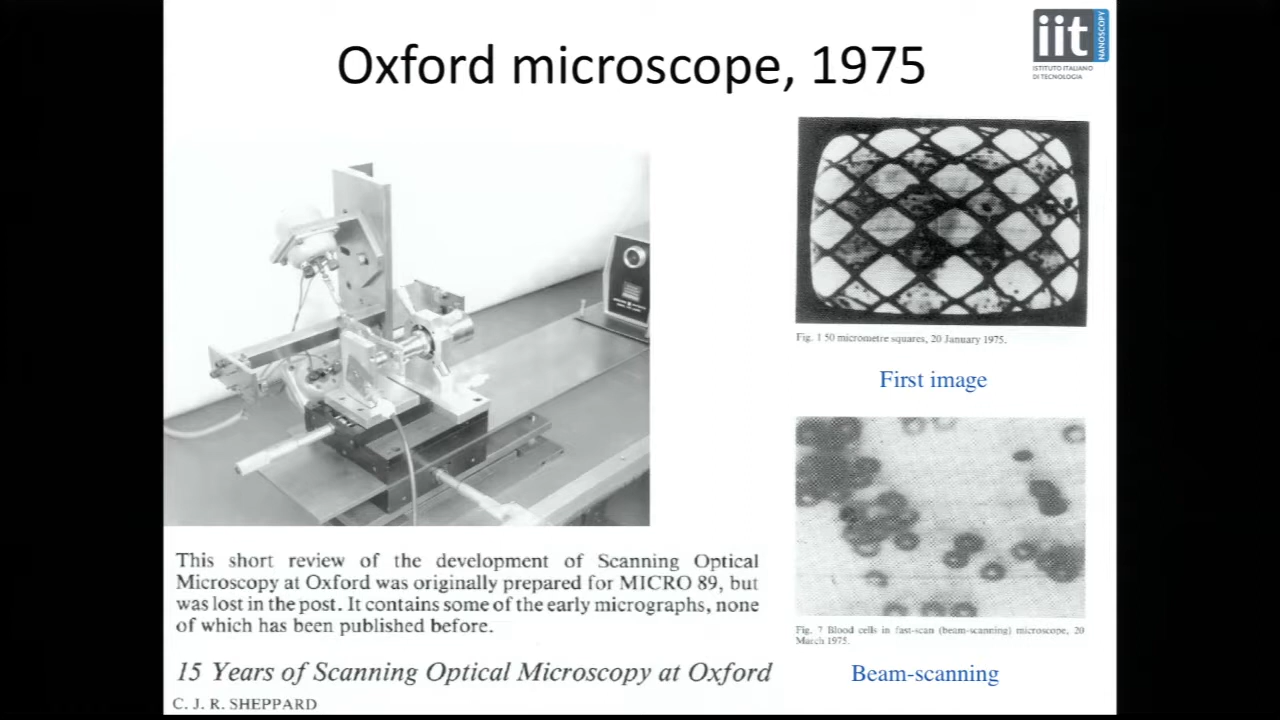 Oxford microscope, 1975
iit
NANOSCOPY
ISTITUTO ITALIANO
DI TECNOLOGIA
Fig. 1 50 micrometre squares, 20 January 1975.
First image
This short review of the development of Scanning Optical
Microscopy at Oxford was originally prepared for MICRO 89, but
was lost in the post. It contains some of the early micrographs, none
of which has been published before.
15 Years of Scanning Optical Microscopy at Oxford
C. J. R. SHEPPARD
Fig. 7 Blood cells in fast-scan (beam-scanning) microscope, 20
March 1975.
Beam-scanning